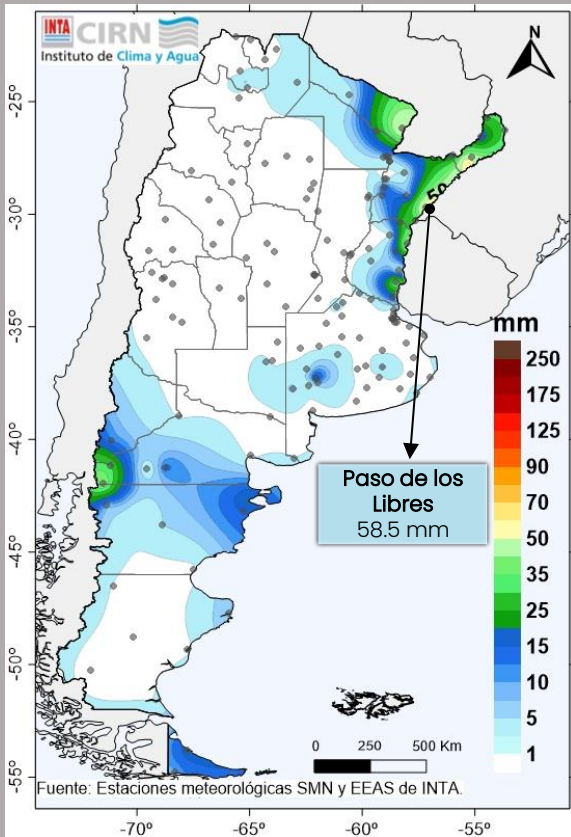 INTA
CIRN
Instituto de Clima y Agua
N
-25°
-30°
-35°
-40°
-45°
-50°
-55°
50
mm
250
175
125
90
70
50
35
25
15
10
5
1
Paso de los
Libres
58.5 mm
0 250 500 Km
Fuente: Estaciones meteorológicas SMN y EEAS de INTA.
-70° -65° -60° -55°